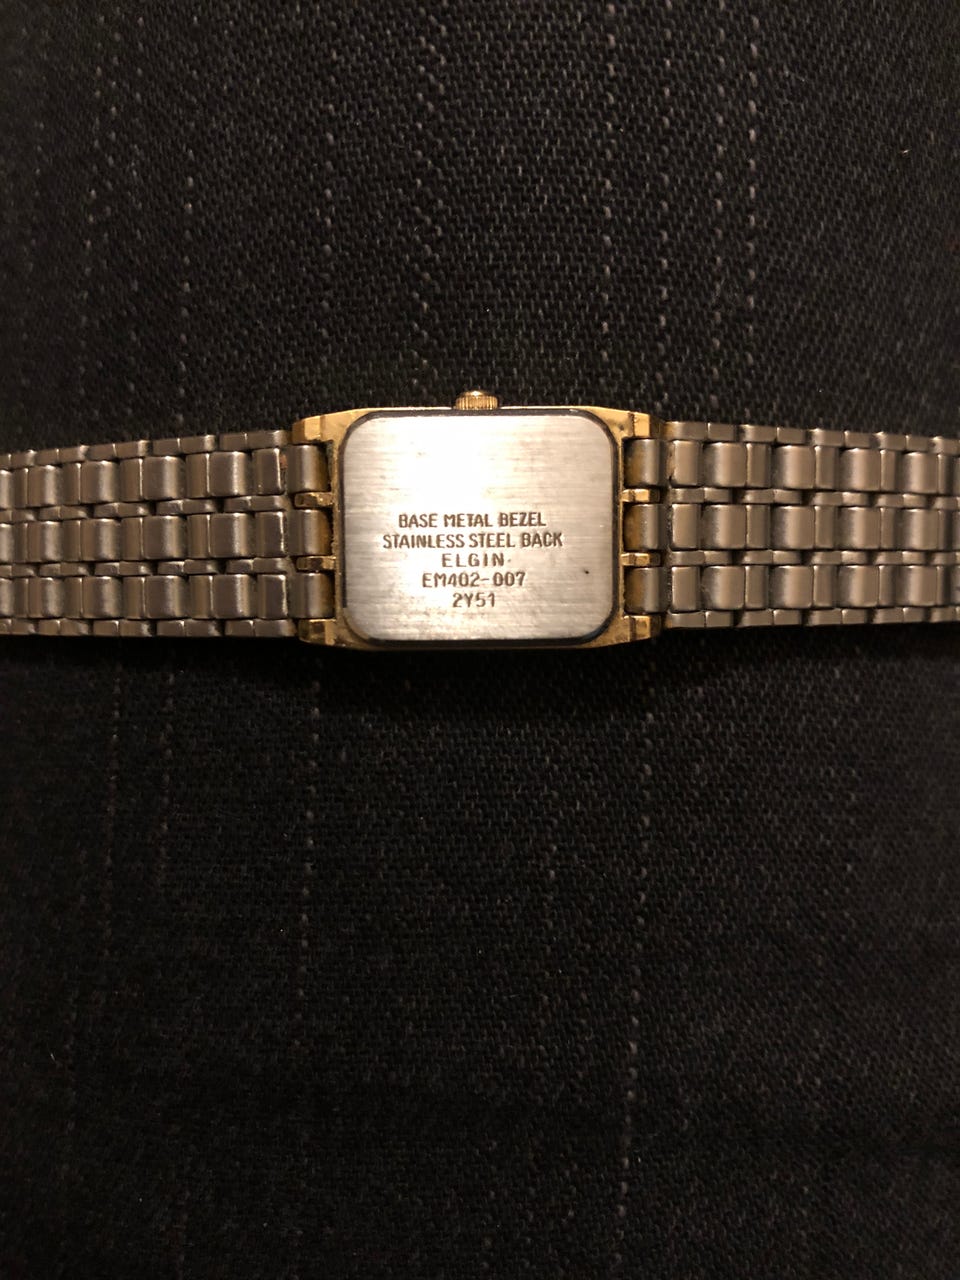 BASE METAL BEZEL
STAINLESS STEEL BACK
ELGIN
EM402-007
2Y51